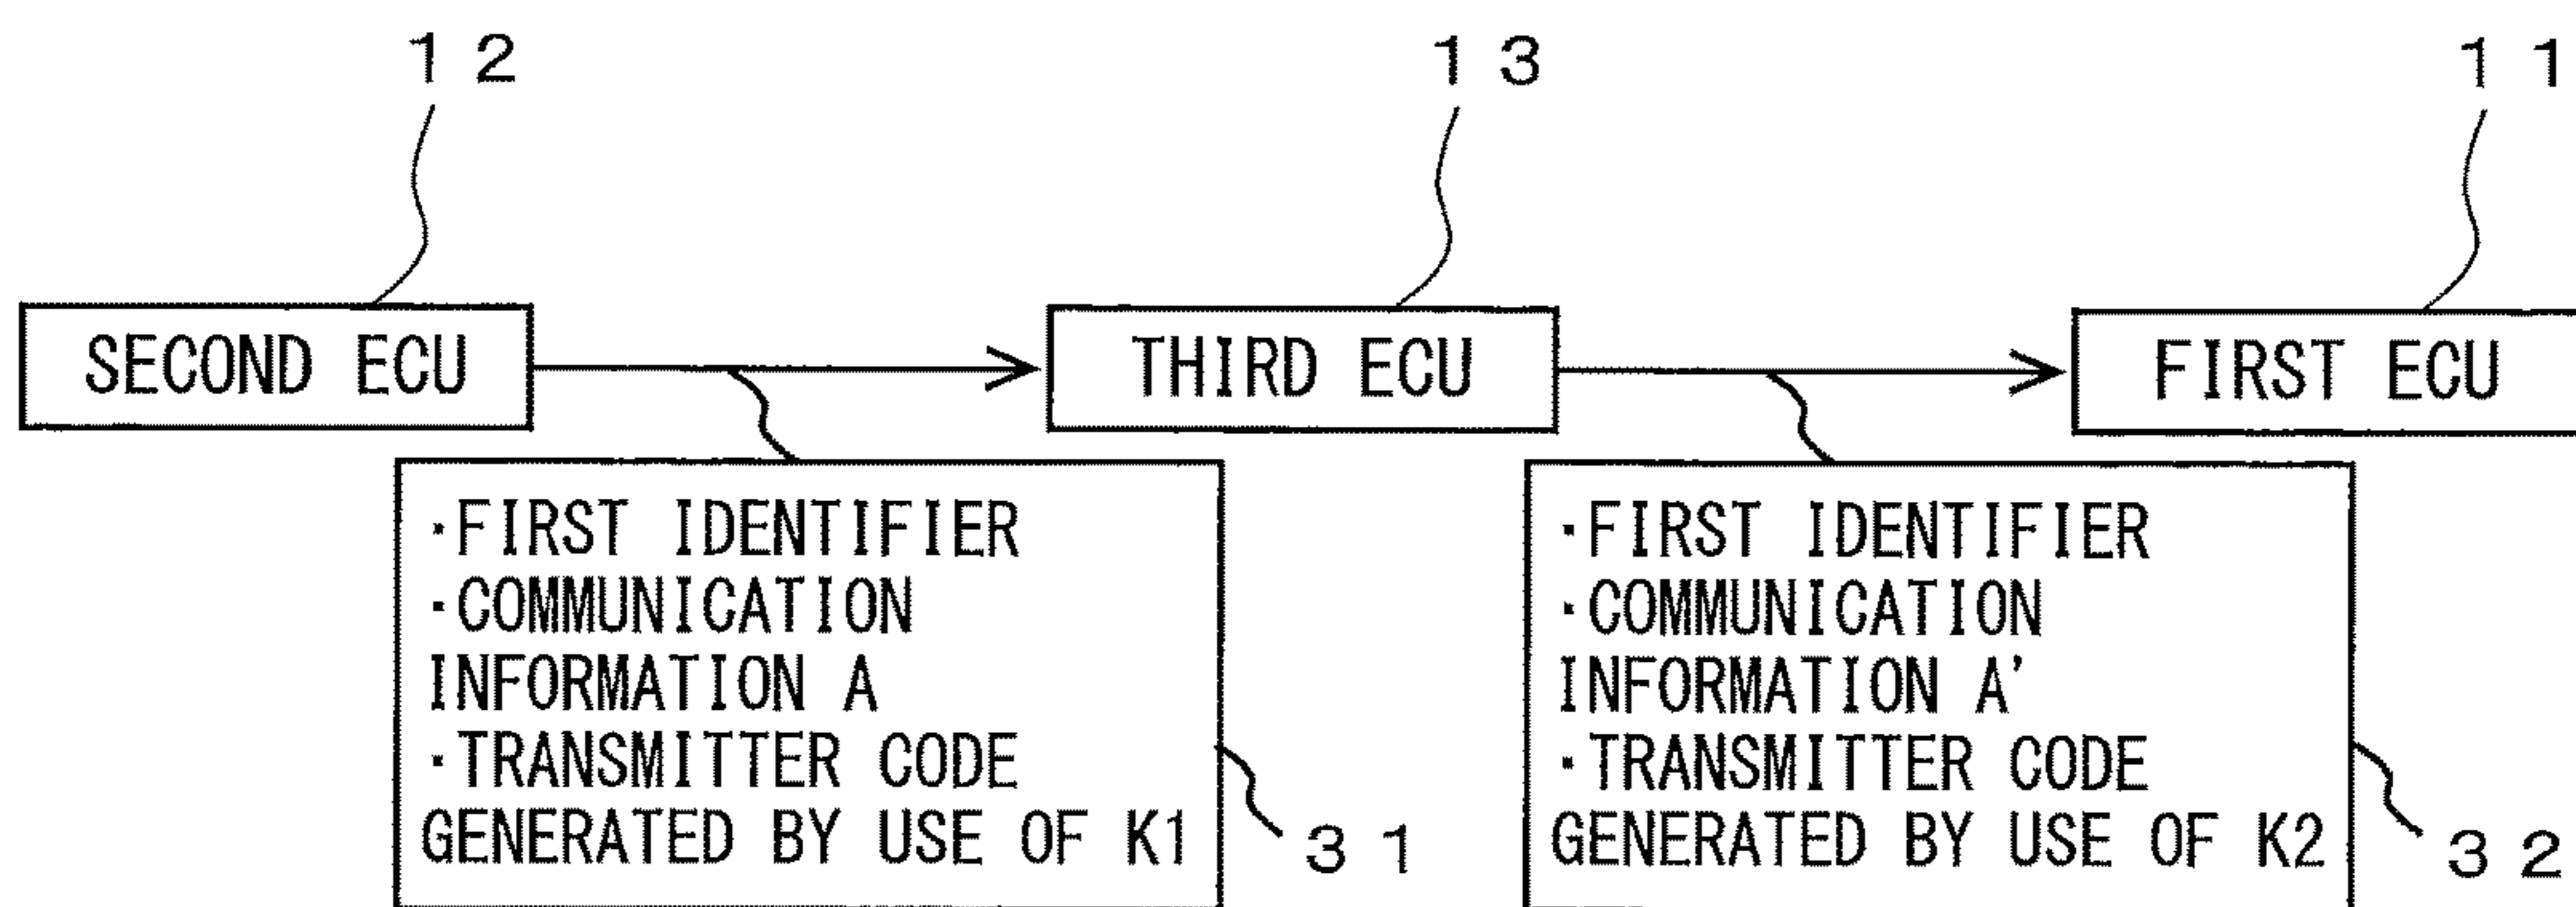 12
13
11
SECOND ECU
THIRD ECU
FIRST ECU
·FIRST IDENTIFIER
·COMMUNICATION
INFORMATION A
·TRANSMITTER CODE
GENERATED BY USE OF K1
31
·FIRST IDENTIFIER
·COMMUNICATION
INFORMATION A'
·TRANSMITTER CODE
GENERATED BY USE OF K2
32